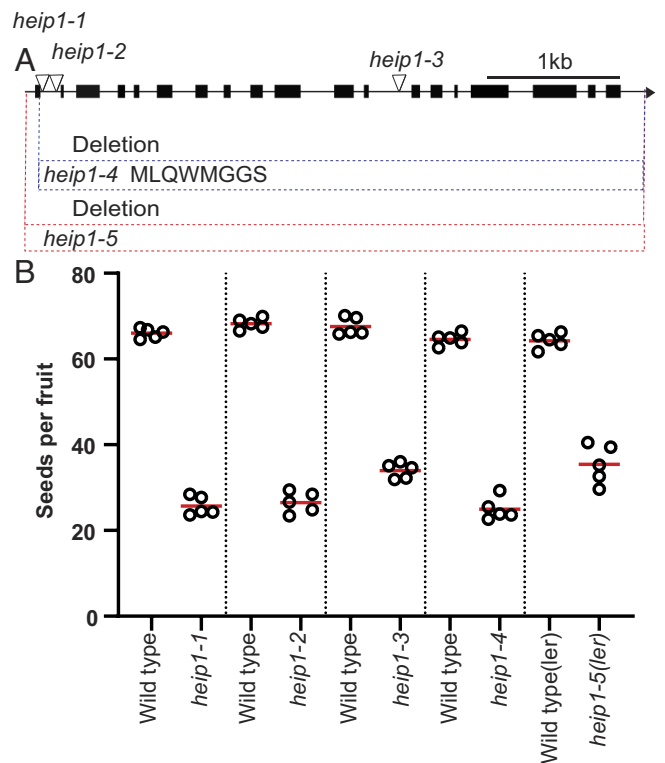 heip1-1
A heip1-2
heip1-3
1kb
Deletion
heip1-4 MLQWMGGS
Deletion
heip1-5
B
80
60
40
20
0
Seeds per fruit
Wild type
heip1-1
Wild type
heip1-2
Wild type
heip1-3
Wild type
heip1-4
Wild type(ler)
heip1-5(ler)